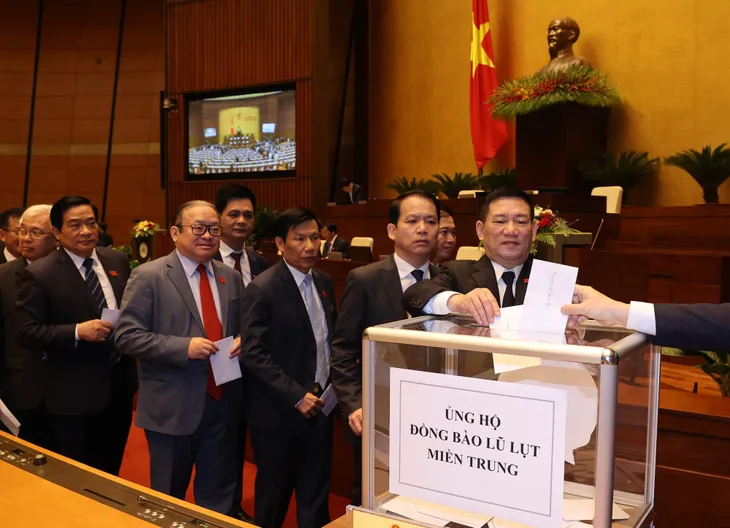 ỦNG HỘ
ĐỒNG BÀO LŨ LỤT
MIỀN TRUNG